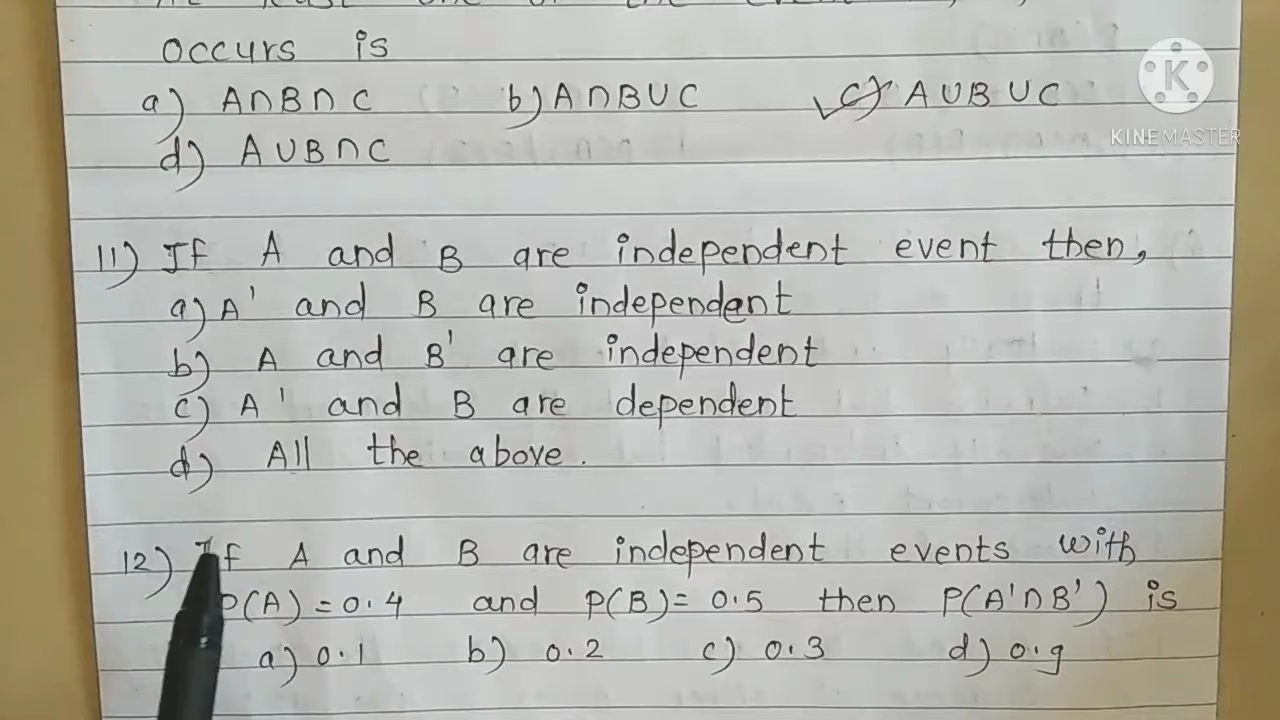 occurs is
a) A∩B∩C b) A∩B∪C c) A∪B∪C
d) A∪B∩C
K
KINEMASTER
11) If A and B are independent event then,
a) A' and B are independent
b) A and B' are independent
c) A' and B are dependent
d) All the above.
12) If A and B are independent events with
P(A) = 0.4 and P(B) = 0.5 then P(A'∩B') is
a) 0.1 b) 0.2 c) 0.3 d) 0.9